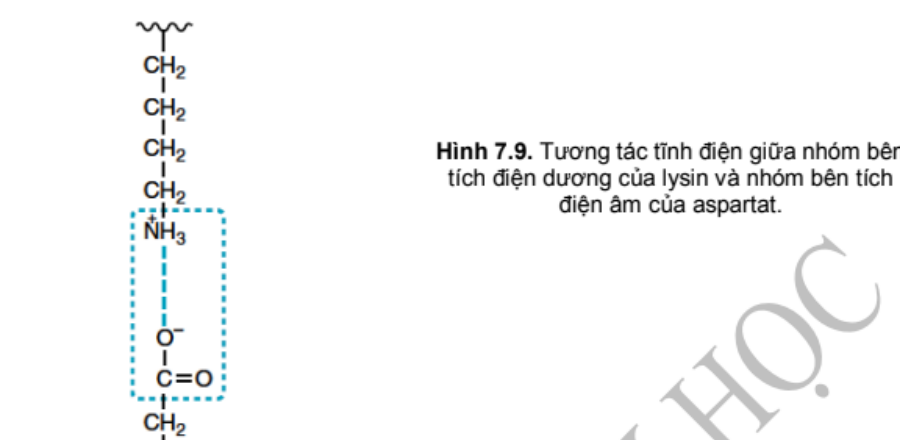 CH₂
CH₂
CH₂
CH₂
Hình 7.9. Tương tác tĩnh điện giữa nhóm bên
tích điện dương của lysin và nhóm bên tích
điện âm của aspartat.
+
NH₃
O⁻
C=O
CH₂
HỌC